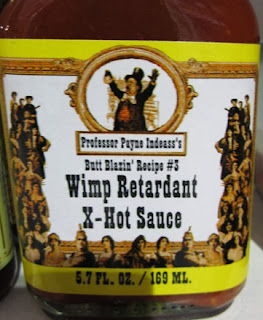 Professor Payne Indeass's
Butt Blazin' Recipe #3
Wimp Retardant
X-Hot Sauce
5.7 FL. OZ. / 169 ML.